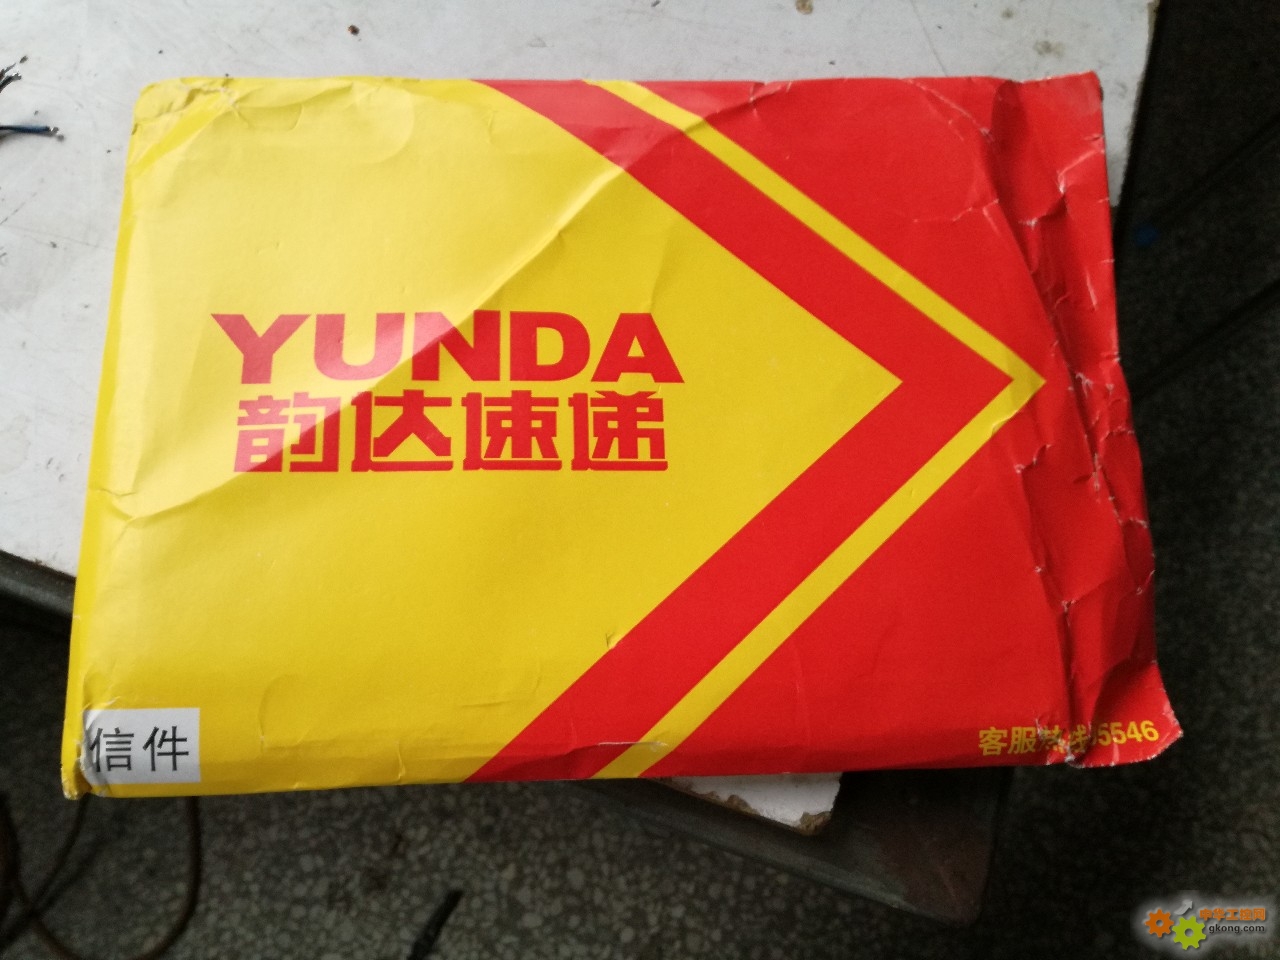 YUNDA
韵达速递
信件
客服热线95546
中华工控网
gkong.com